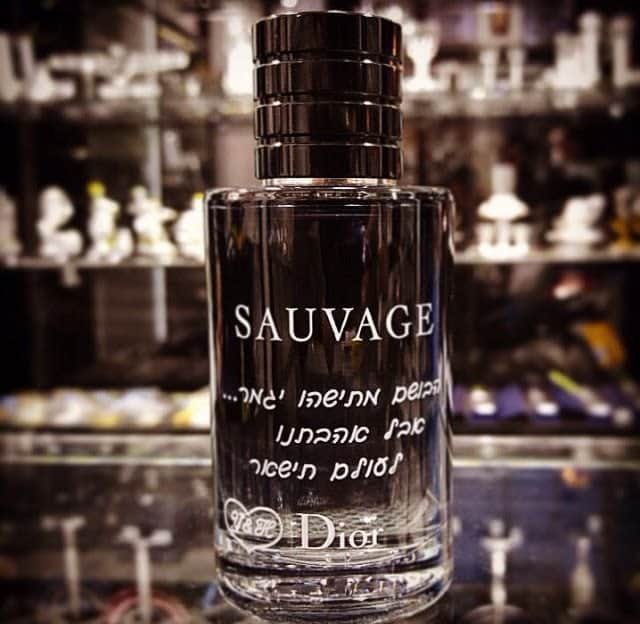 SAUVAGE
הבושם מתישהו יגמר...
אבל אהבתנו
לעולם תישאר
Dior